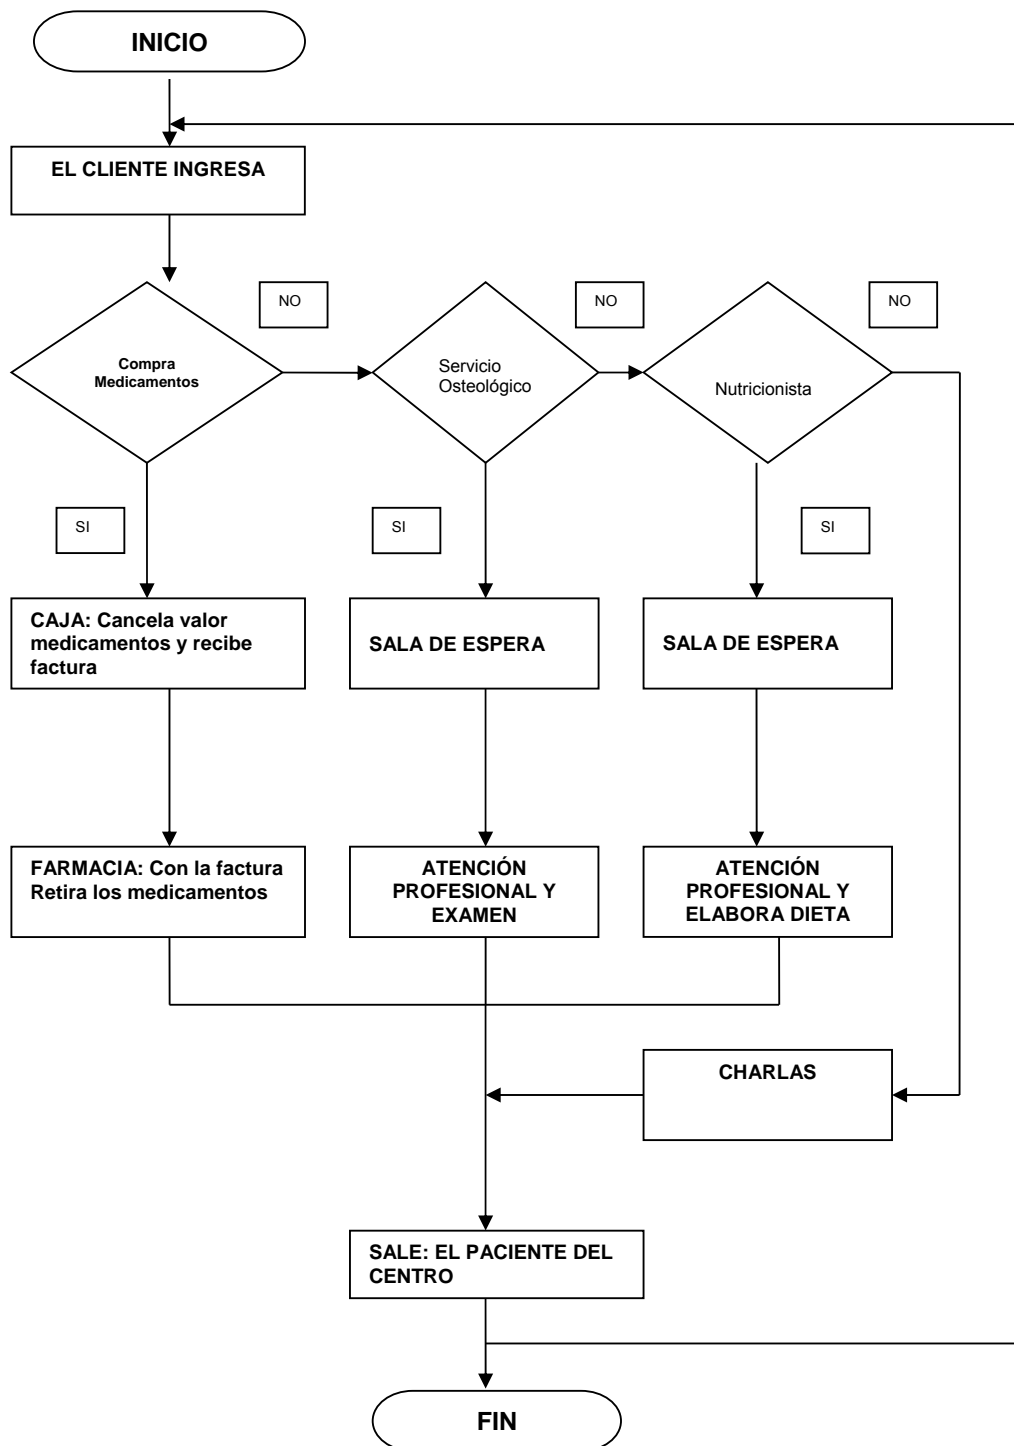 INICIO
EL CLIENTE INGRESA
NO
NO
NO
Compra
Medicamentos
Servicio
Osteológico
Nutricionista
SI
SI
SI
CAJA: Cancela valor
medicamentos y recibe
factura
SALA DE ESPERA
SALA DE ESPERA
FARMACIA: Con la factura
Retira los medicamentos
ATENCIÓN
PROFESIONAL Y
EXAMEN
ATENCIÓN
PROFESIONAL Y
ELABORA DIETA
CHARLAS
SALE: EL PACIENTE DEL
CENTRO
FIN